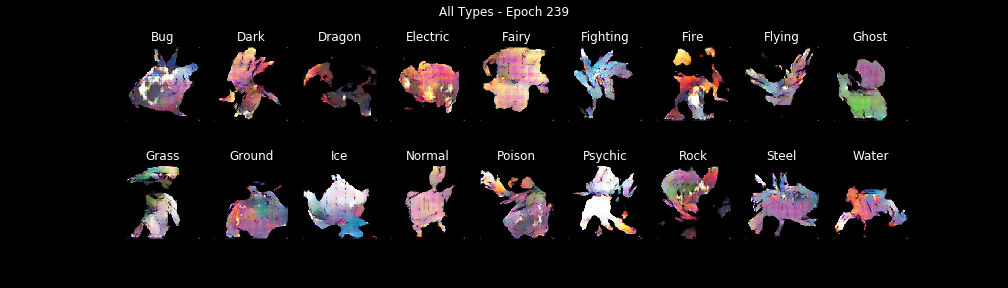 All Types - Epoch 239
Bug Dark Dragon Electric Fairy Fighting Fire Flying Ghost
Grass Ground Ice Normal Poison Psychic Rock Steel Water